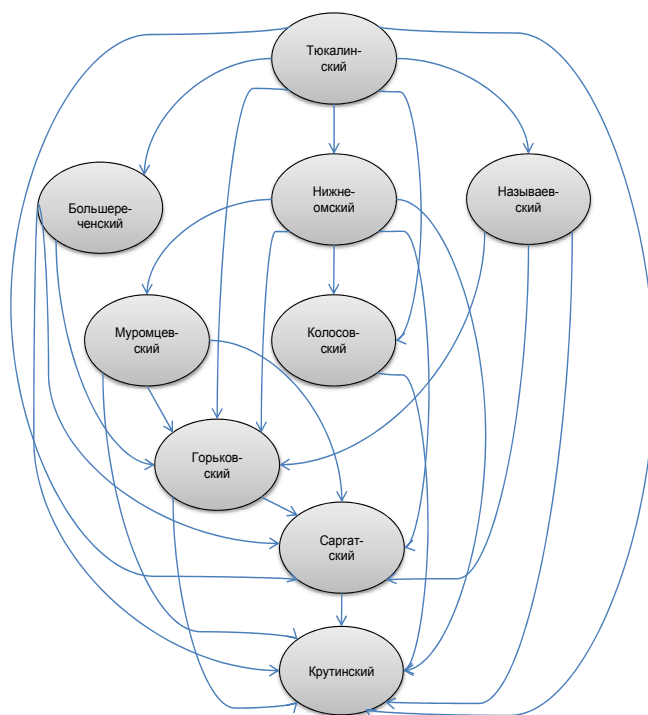 Тюкалин-
ский
Большере-
ченский
Нижне-
омский
Называев-
ский
Муромцев-
ский
Колосов-
ский
Горьков-
ский
Саргат-
ский
Крутинский